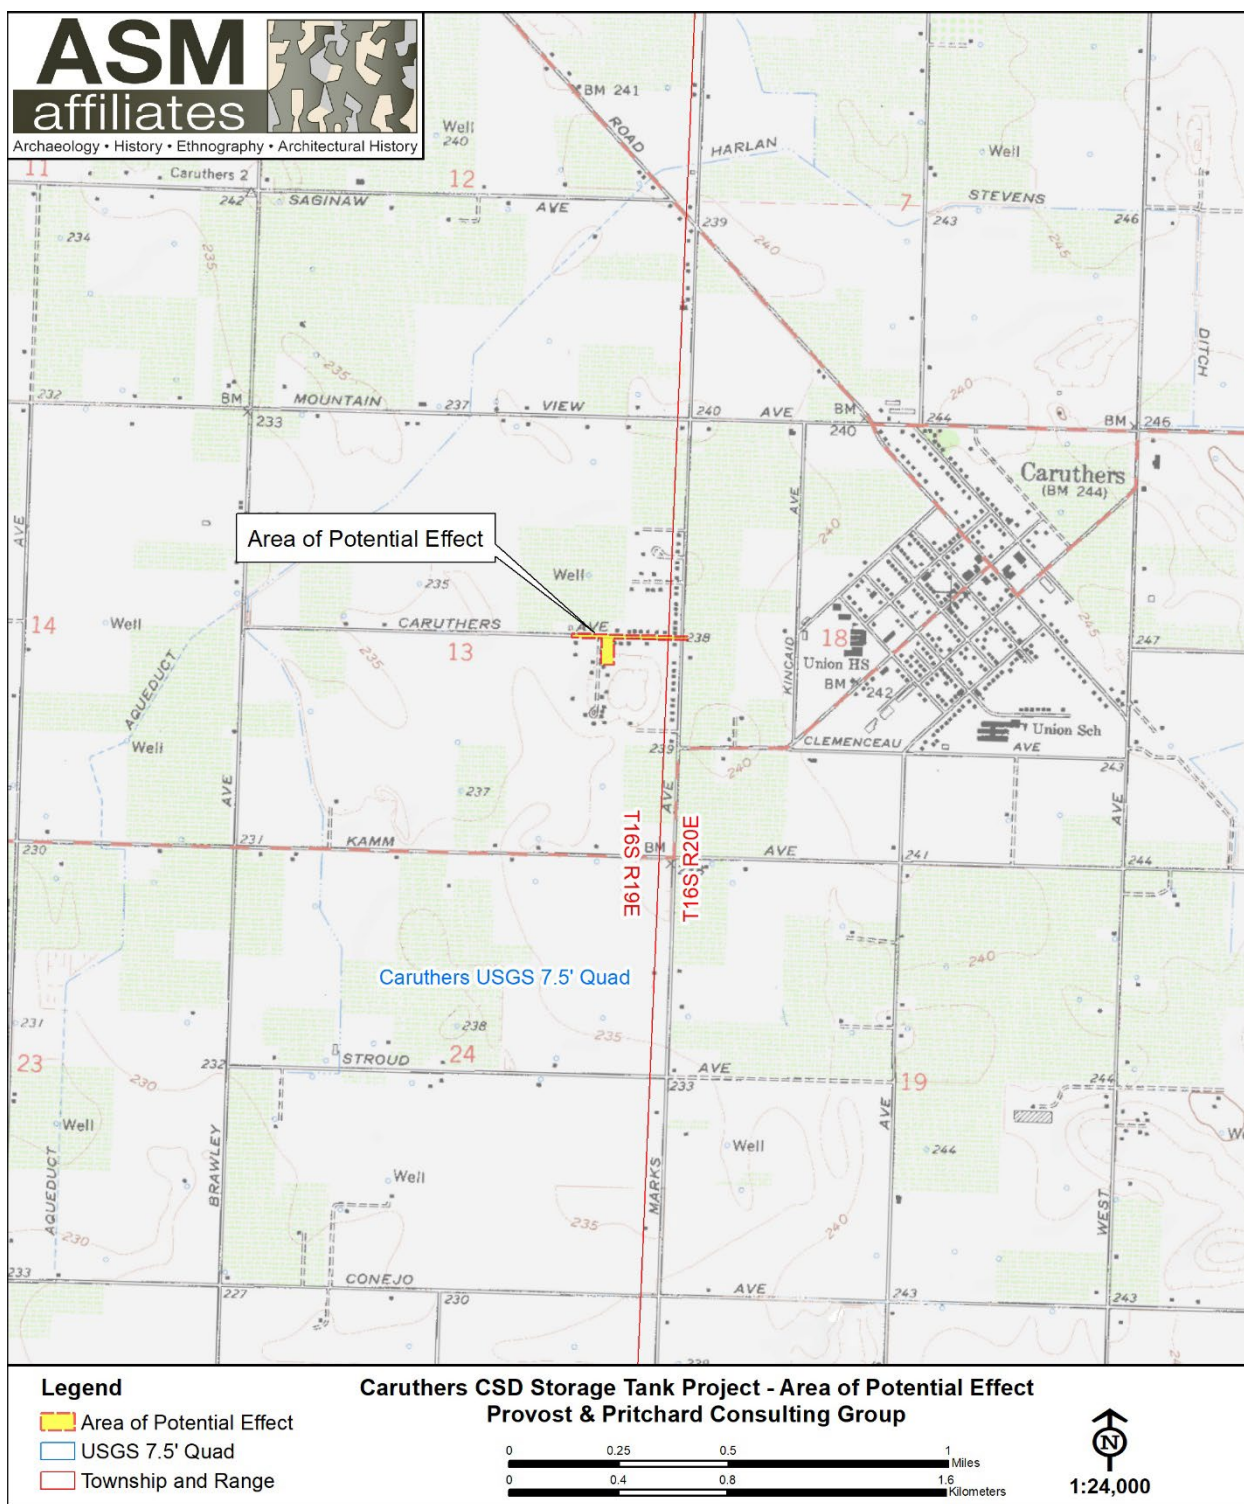 ASM
affiliates
Archaeology • History • Ethnography • Architectural History
BM 241
Well
240
ROAD
HARLAN
Well
11
Caruthers 2
12
7
STEVENS
242
SAGINAW
AVE
239
243
246
234
235
240
245
DITCH
235
240
232
BM
MOUNTAIN
237
VIEW
240
AVE
BM
244
BM
246
233
240
Caruthers
(BM 244)
AVE
AVE
240
Area of Potential Effect
235
Well
245
14
Well
CARUTHERS
AVE
238
18
247
13
235
KINCAID
Union HS
AQUEDUCT
BM
242
Well
Union Sch
239
CLEMENCEAU
AVE
240
243
AVE
237
AVE
AVE
T16S R19E
T16S R20E
230
231
KAMM
BM
AVE
241
244
240
Caruthers USGS 7.5' Quad
231
238
235
23
232
STROUD
24
AVE
19
230
233
244
AVE
Well
Well
244
AQUEDUCT
BRAWLEY
Well
MARKS
WEST
235
240
230
233
CONEJO
AVE
227
230
243
243
Legend
Area of Potential Effect
USGS 7.5' Quad
Township and Range
Caruthers CSD Storage Tank Project - Area of Potential Effect
Provost & Pritchard Consulting Group
0 0.25 0.5 1
Miles
0 0.4 0.8 1.6
Kilometers
N
1:24,000